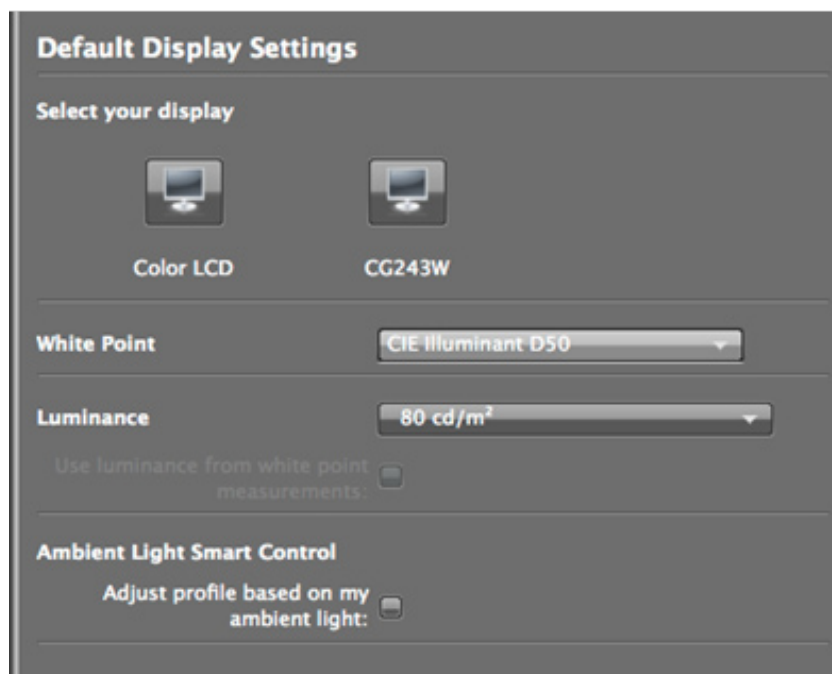 Default Display Settings
Select your display
Color LCD CG243W
White Point CIE Illuminant D50
Luminance 80 cd/m²
Use luminance from white point
measurements:
Ambient Light Smart Control
Adjust profile based on my
ambient light: